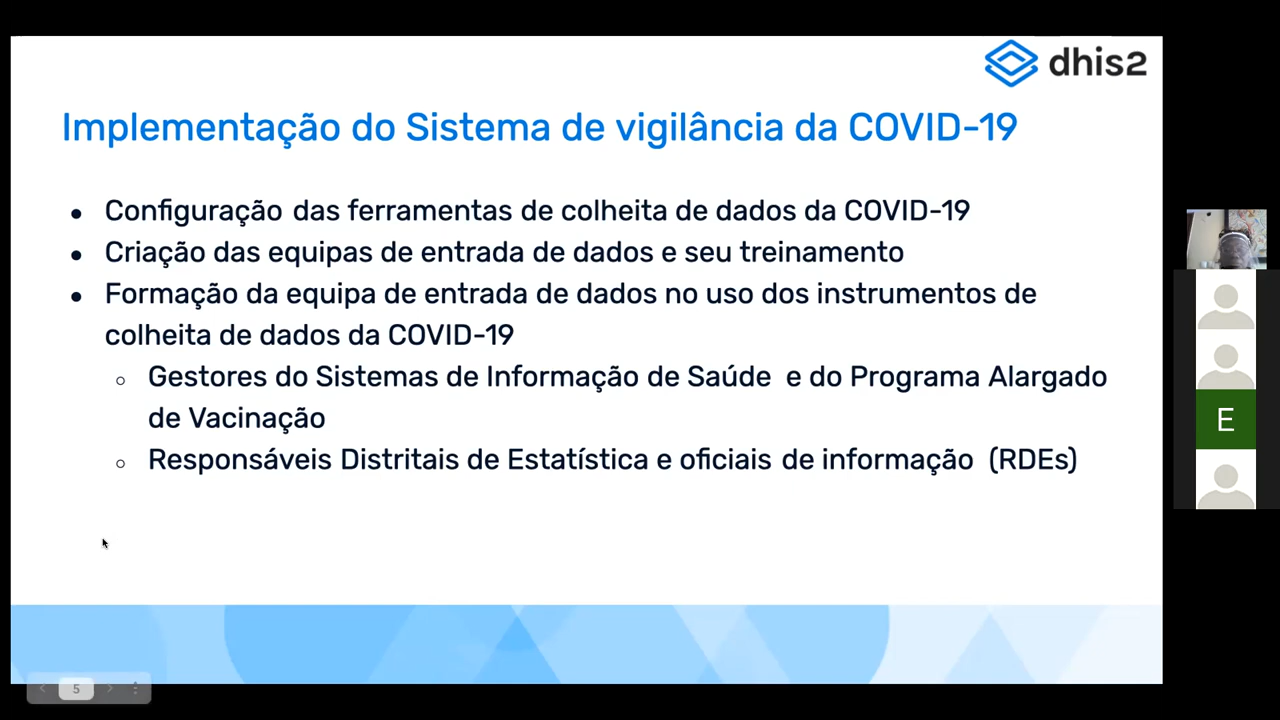 dhis2
Implementação do Sistema de vigilância da COVID-19
● Configuração das ferramentas de colheita de dados da COVID-19
● Criação das equipas de entrada de dados e seu treinamento
● Formação da equipa de entrada de dados no uso dos instrumentos de
colheita de dados da COVID-19
○ Gestores do Sistemas de Informação de Saúde e do Programa Alargado
de Vacinação
○ Responsáveis Distritais de Estatística e oficiais de informação (RDEs)
E
5